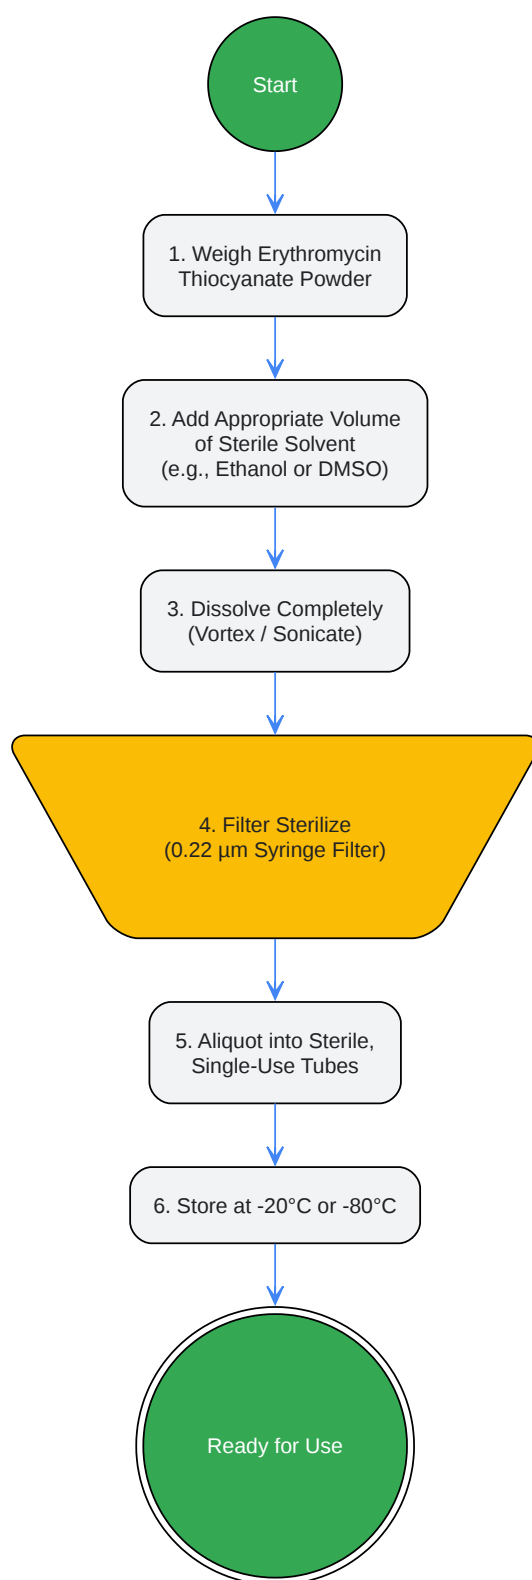 Start
1. Weigh Erythromycin
Thiocyanate Powder
2. Add Appropriate Volume
of Sterile Solvent
(e.g., Ethanol or DMSO)
3. Dissolve Completely
(Vortex / Sonicate)
4. Filter Sterilize
(0.22 µm Syringe Filter)
5. Aliquot into Sterile,
Single-Use Tubes
6. Store at -20°C or -80°C
Ready for Use